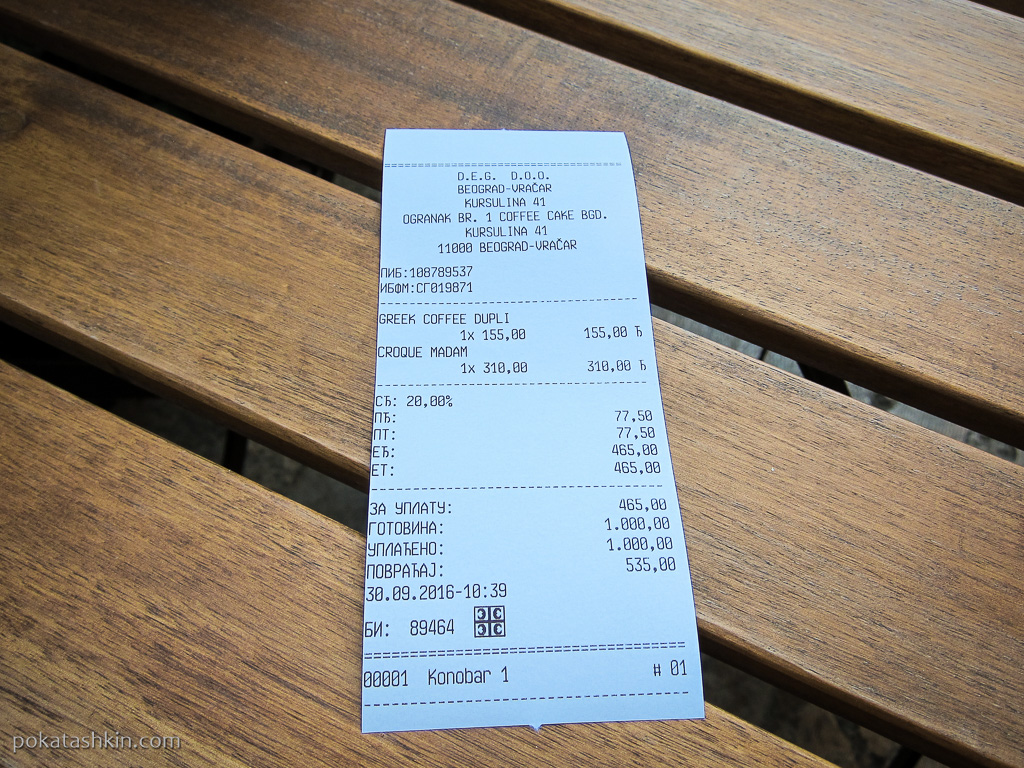 D.E.G. D.O.O.
BEOGRAD-VRAČAR
KURSULINA 41
OGRANAK BR. 1 COFFEE CAKE BGD.
KURSULINA 41
11000 BEOGRAD-VRAČAR
ПИБ:108789537
ИБФМ:СГ019871
GREEK COFFEE DUPLI
1x 155,00 155,00 Ђ
CROQUE MADAM
1x 310,00 310,00 Ђ
СЂ: 20,00%
ПЂ: 77,50
ПТ: 77,50
ЕЂ: 465,00
ЕТ: 465,00
ЗА УПЛАТУ: 465,00
ГОТОВИНА: 1.000,00
УПЛАЋЕНО: 1.000,00
ПОВРАЋАЈ: 535,00
30.09.2016-10:39
БИ: 89464
00001 Konobar 1 # 01
pokatashkin.com